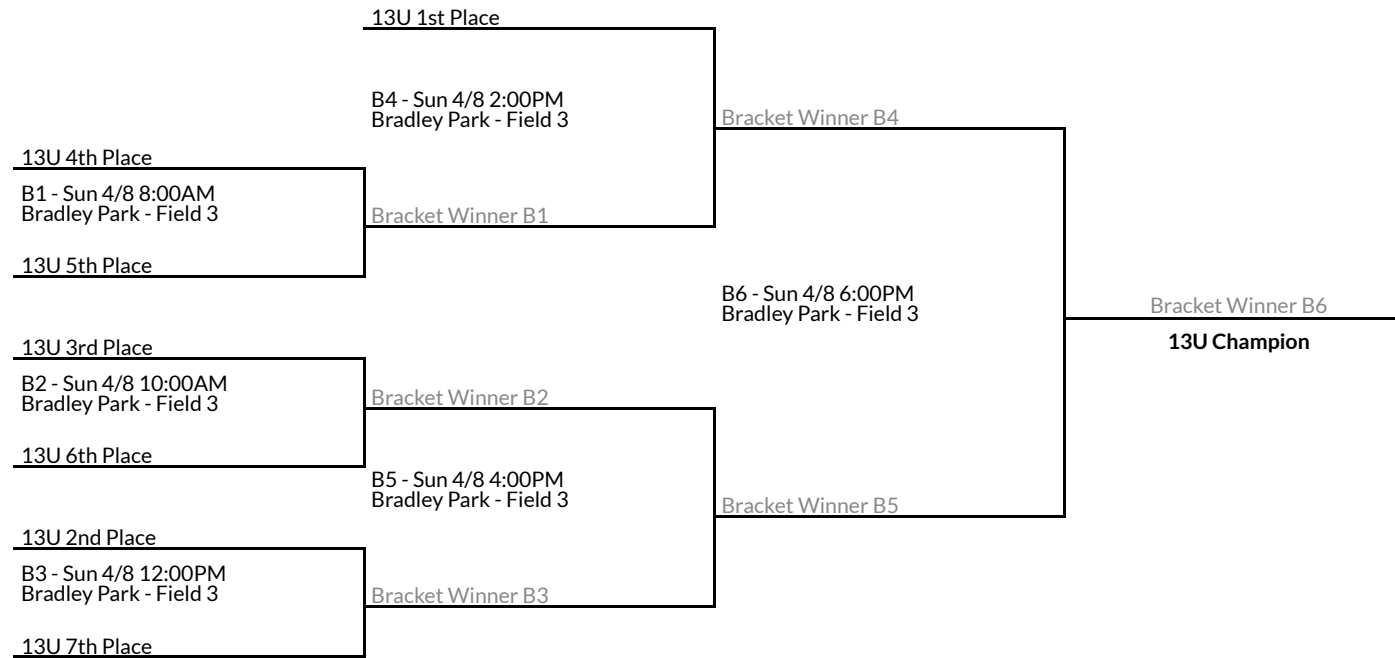 13U 1st Place
B4 - Sun 4/8 2:00PM
Bradley Park - Field 3
Bracket Winner B4
13U 4th Place
B1 - Sun 4/8 8:00AM
Bradley Park - Field 3
Bracket Winner B1
13U 5th Place
B6 - Sun 4/8 6:00PM
Bradley Park - Field 3
Bracket Winner B6
13U Champion
13U 3rd Place
B2 - Sun 4/8 10:00AM
Bradley Park - Field 3
Bracket Winner B2
13U 6th Place
B5 - Sun 4/8 4:00PM
Bradley Park - Field 3
Bracket Winner B5
13U 2nd Place
B3 - Sun 4/8 12:00PM
Bradley Park - Field 3
Bracket Winner B3
13U 7th Place